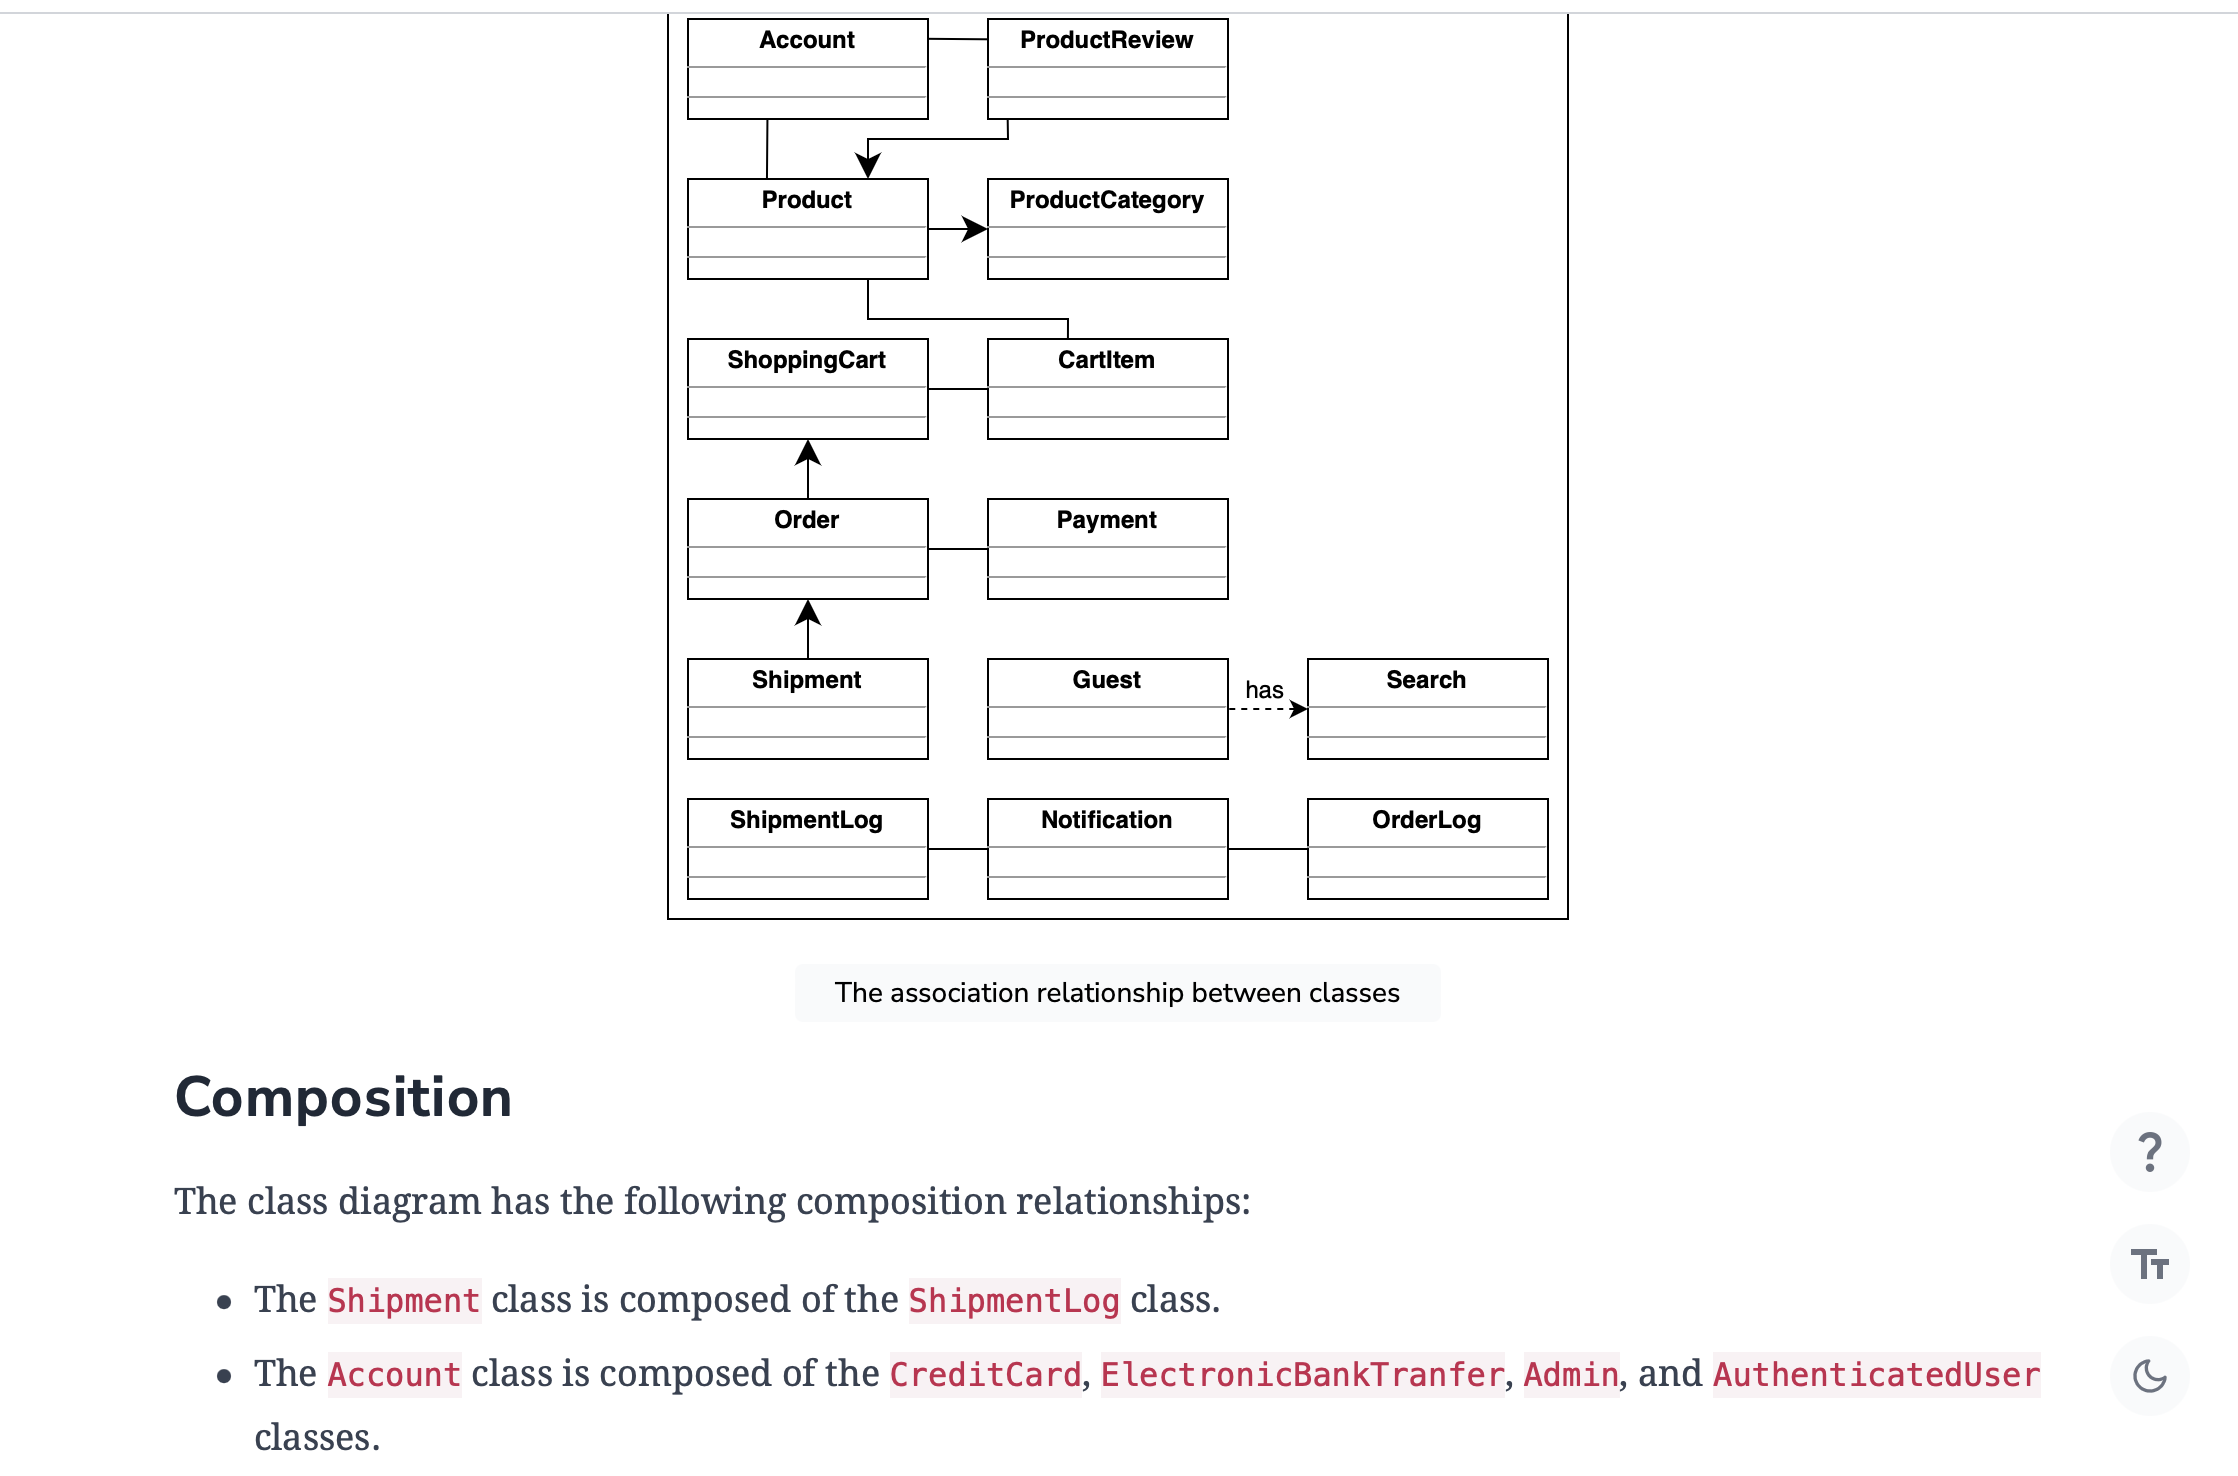 Account
ProductReview
Product
ProductCategory
ShoppingCart
CartItem
Order
Payment
Shipment
Guest
has
Search
ShipmentLog
Notification
OrderLog
The association relationship between classes
Composition
The class diagram has the following composition relationships:
• The Shipment class is composed of the ShipmentLog class.
• The Account class is composed of the CreditCard, ElectronicBankTranfer, Admin, and AuthenticatedUser
classes.
?
TT